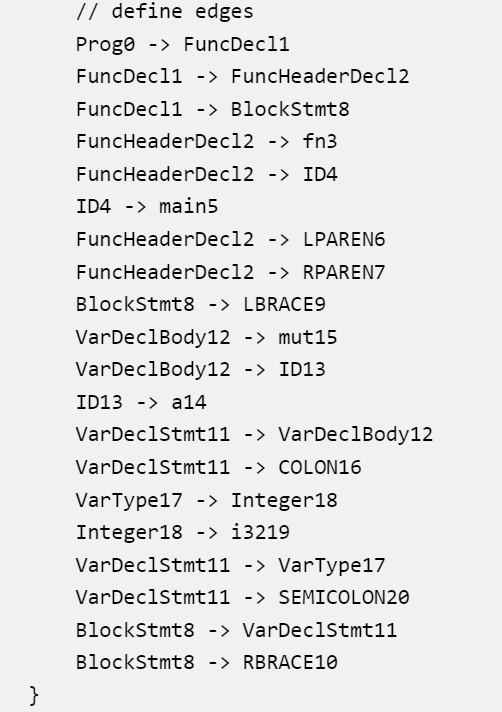 // define edges
Prog0 -> FuncDecl1
FuncDecl1 -> FuncHeaderDecl2
FuncDecl1 -> BlockStmt8
FuncHeaderDecl2 -> fn3
FuncHeaderDecl2 -> ID4
ID4 -> main5
FuncHeaderDecl2 -> LPAREN6
FuncHeaderDecl2 -> RPAREN7
BlockStmt8 -> LBRACE9
VarDeclBody12 -> mut15
VarDeclBody12 -> ID13
ID13 -> a14
VarDeclStmt11 -> VarDeclBody12
VarDeclStmt11 -> COLON16
VarType17 -> Integer18
Integer18 -> i3219
VarDeclStmt11 -> VarType17
VarDeclStmt11 -> SEMICOLON20
BlockStmt8 -> VarDeclStmt11
BlockStmt8 -> RBRACE10
}